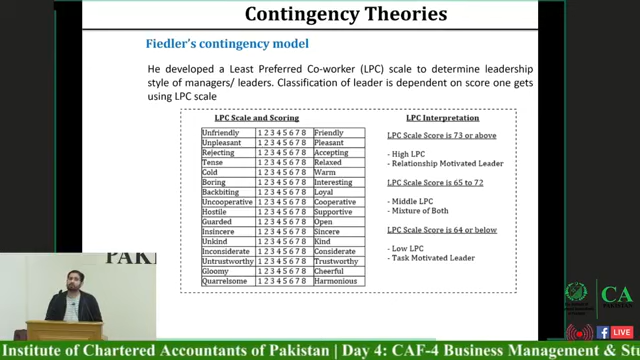 Contingency Theories
Fiedler's contingency model
He developed a Least Preferred Co-worker (LPC) scale to determine leadership
style of managers/ leaders. Classification of leader is dependent on score one gets
using LPC scale
LPC Scale and Scoring
Unfriendly 1 2 3 4 5 6 7 8 Friendly
Unpleasant 1 2 3 4 5 6 7 8 Pleasant
Rejecting 1 2 3 4 5 6 7 8 Accepting
Tense 1 2 3 4 5 6 7 8 Relaxed
Cold 1 2 3 4 5 6 7 8 Warm
Boring 1 2 3 4 5 6 7 8 Interesting
Backbiting 1 2 3 4 5 6 7 8 Loyal
Uncooperative 1 2 3 4 5 6 7 8 Cooperative
Hostile 1 2 3 4 5 6 7 8 Supportive
Guarded 1 2 3 4 5 6 7 8 Open
Insincere 1 2 3 4 5 6 7 8 Sincere
Unkind 1 2 3 4 5 6 7 8 Kind
Inconsiderate 1 2 3 4 5 6 7 8 Considerate
Untrustworthy 1 2 3 4 5 6 7 8 Trustworthy
Gloomy 1 2 3 4 5 6 7 8 Cheerful
Quarrelsome 1 2 3 4 5 6 7 8 Harmonious
LPC Interpretation
LPC Scale Score is 73 or above
- High LPC
- Relationship Motivated Leader
LPC Scale Score is 65 to 72
- Middle LPC
- Mixture of Both
LPC Scale Score is 64 or below
- Low LPC
- Task Motivated Leader
CA
PAKISTAN
LIVE
Institute of Chartered Accountants of Pakistan | Day 4: CAF-4 Business Management & St